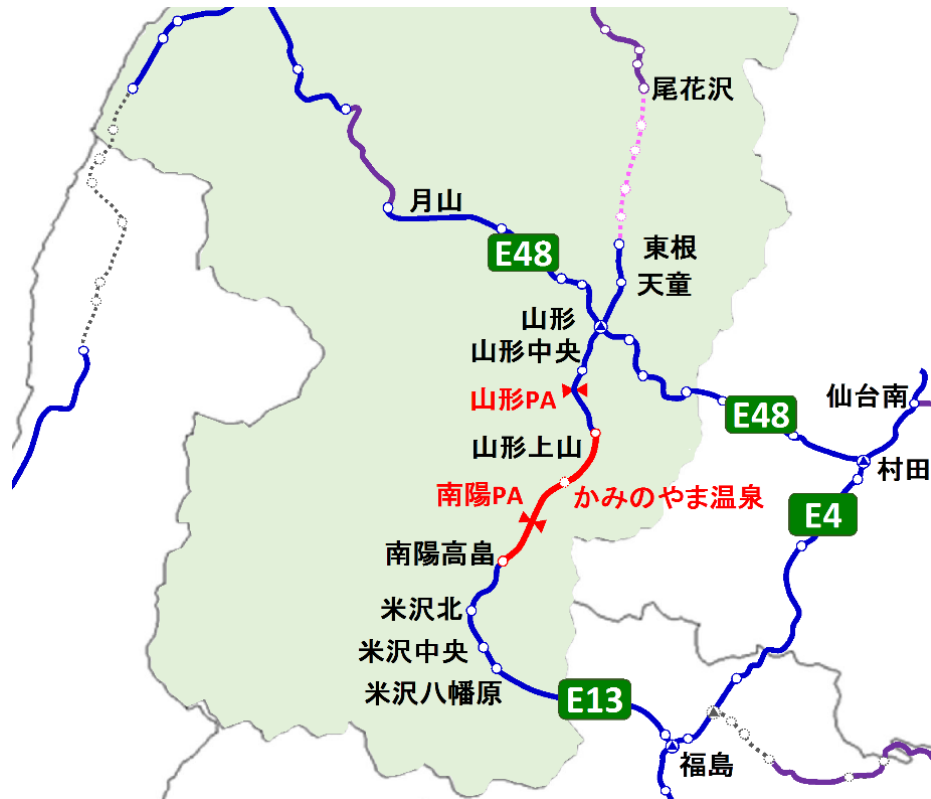 尾花沢
月山
E48
東根
天童
山形
山形中央
山形PA
仙台南
E48
山形上山
村田
南陽PA
かみのやま温泉
E4
南陽高畠
米沢北
米沢中央
米沢八幡原
E13
福島